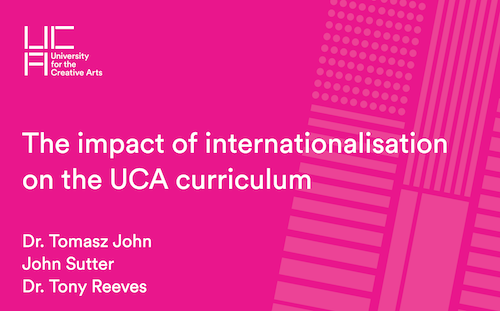 UCA
University
for the
Creative Arts
The impact of internationalisation
on the UCA curriculum
Dr. Tomasz John
John Sutter
Dr. Tony Reeves